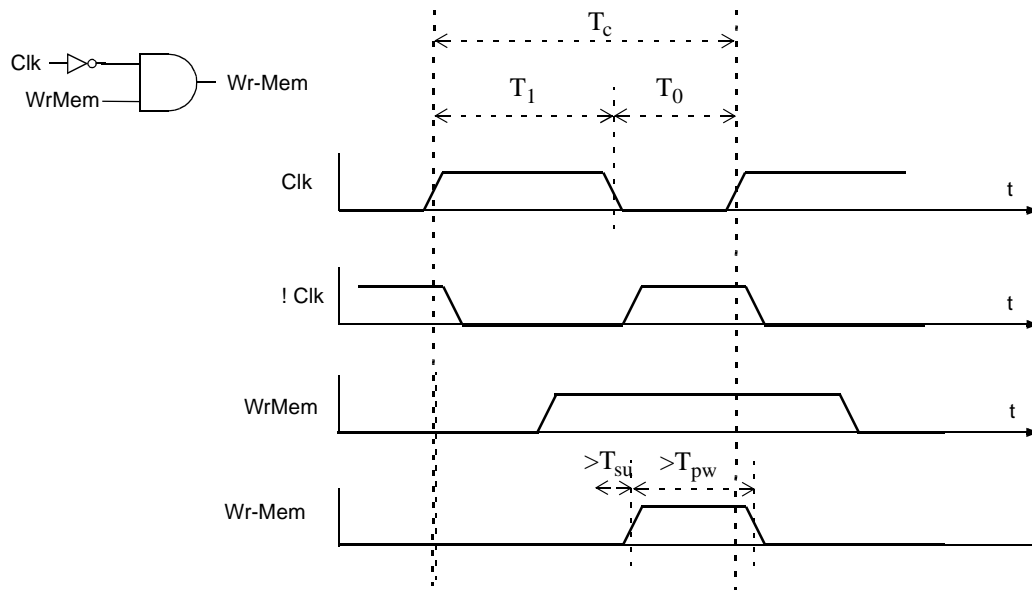 T_c
Clk
WrMem
Wr-Mem
T_1
T_0
Clk
t
! Clk
t
WrMem
t
>T_su
>T_pw
Wr-Mem